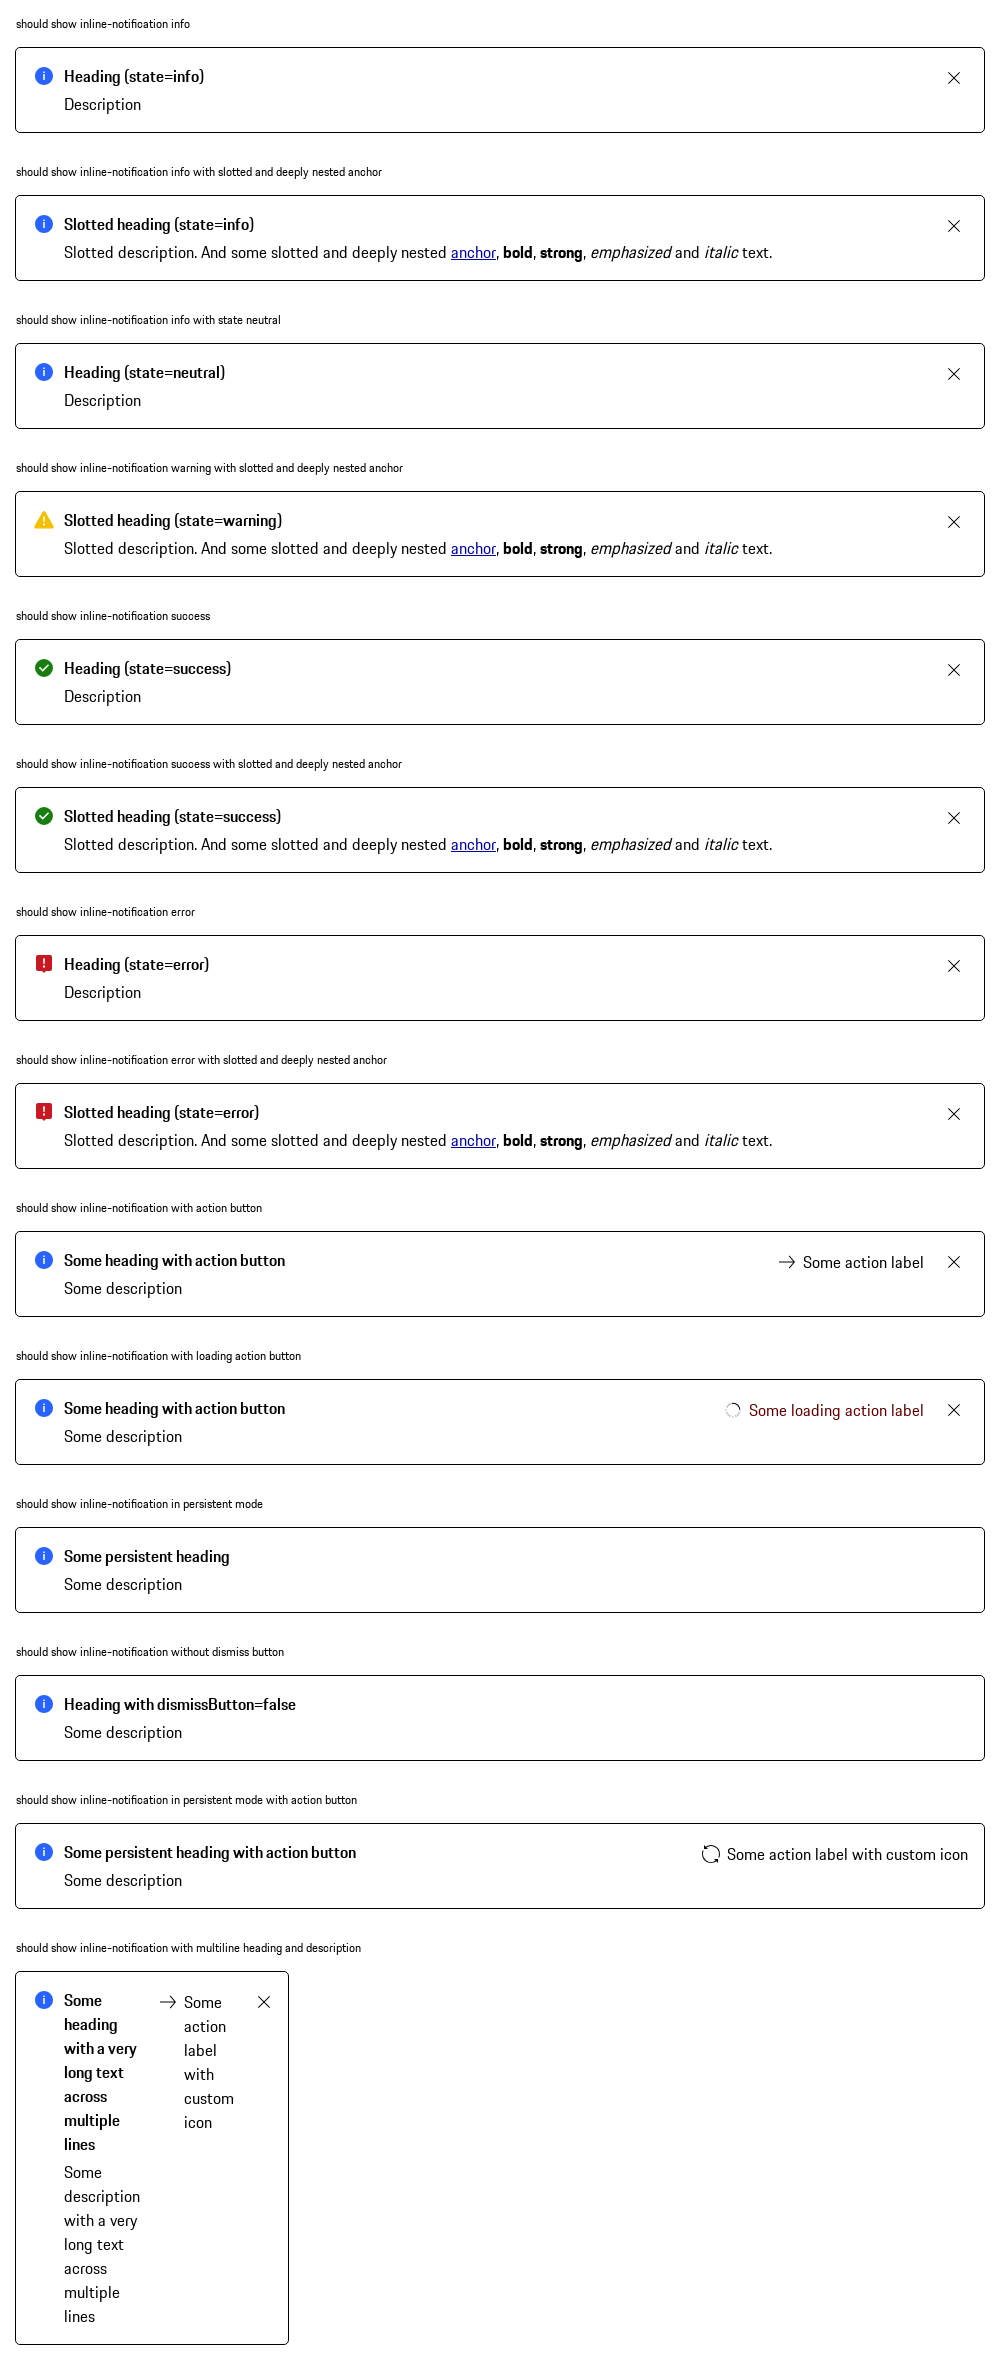 should show inline-notification info
Heading (state=info)
Description
should show inline-notification info with slotted and deeply nested anchor
Slotted heading (state=info)
Slotted description. And some slotted and deeply nested anchor, bold, strong, emphasized and italic text.
should show inline-notification info with state neutral
Heading (state=neutral)
Description
should show inline-notification warning with slotted and deeply nested anchor
Slotted heading (state=warning)
Slotted description. And some slotted and deeply nested anchor, bold, strong, emphasized and italic text.
should show inline-notification success
Heading (state=success)
Description
should show inline-notification success with slotted and deeply nested anchor
Slotted heading (state=success)
Slotted description. And some slotted and deeply nested anchor, bold, strong, emphasized and italic text.
should show inline-notification error
Heading (state=error)
Description
should show inline-notification error with slotted and deeply nested anchor
Slotted heading (state=error)
Slotted description. And some slotted and deeply nested anchor, bold, strong, emphasized and italic text.
should show inline-notification with action button
Some heading with action button
Some description
Some action label
should show inline-notification with loading action button
Some heading with action button
Some description
Some loading action label
should show inline-notification in persistent mode
Some persistent heading
Some description
should show inline-notification without dismiss button
Heading with dismissButton=false
Some description
should show inline-notification in persistent mode with action button
Some persistent heading with action button
Some description
Some action label with custom icon
should show inline-notification with multiline heading and description
Some
heading
with a very
long text
across
multiple
lines
Some
description
with a very
long text
across
multiple
lines
Some
action
label
with
custom
icon